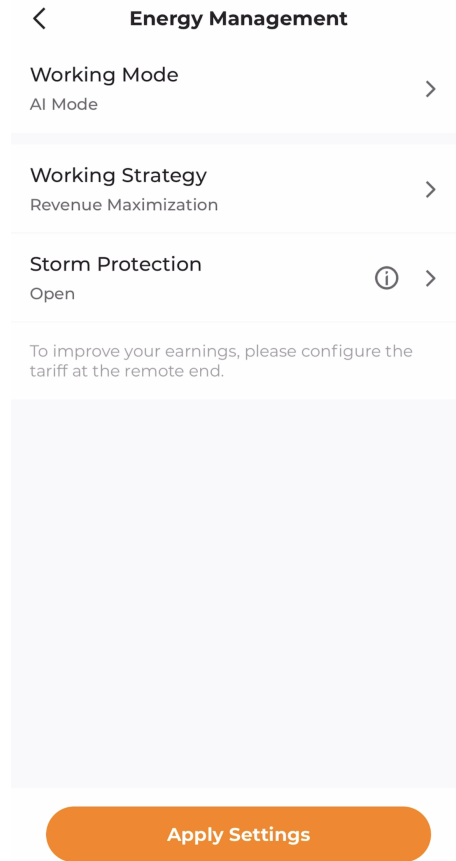 Energy Management
Working Mode
AI Mode
Working Strategy
Revenue Maximization
Storm Protection
Open
To improve your earnings, please configure the
tariff at the remote end.
Apply Settings